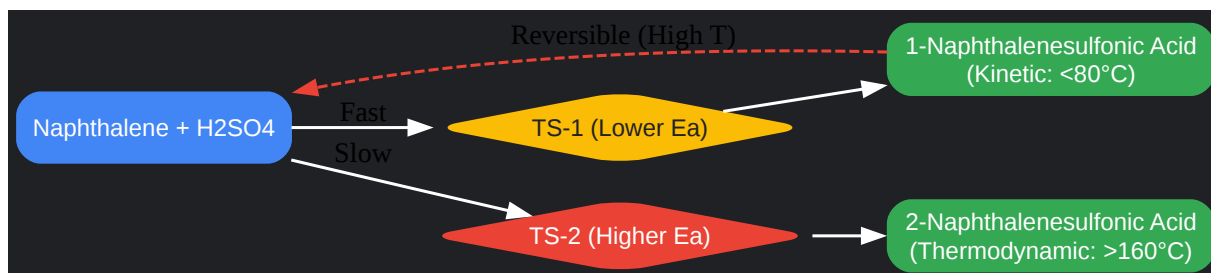 Reversible (High T)
1-Naphthalenesulfonic Acid
(Kinetic: <80°C)
Naphthalene + H2SO4
Fast
TS-1 (Lower Ea)
Slow
TS-2 (Higher Ea)
2-Naphthalenesulfonic Acid
(Thermodynamic: >160°C)